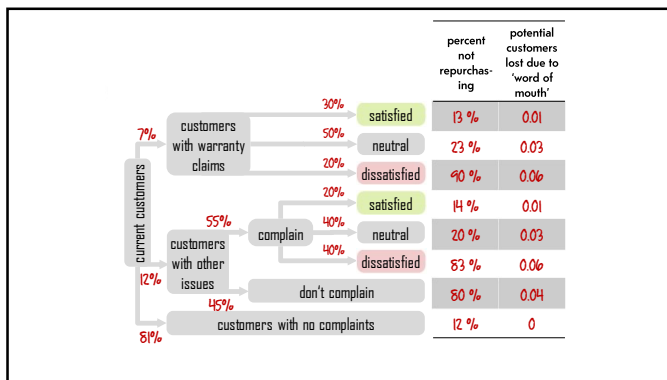 percent
not
repurchas-
ing
potential
customers
lost due to
'word of
mouth'
current customers
7%
customers
with warranty
claims
30%
satisfied
13 %
0.01
50%
neutral
23 %
0.03
20%
dissatisfied
90 %
0.06
12%
customers
with other
issues
55%
complain
20%
satisfied
14 %
0.01
40%
neutral
20 %
0.03
40%
dissatisfied
83 %
0.06
45%
don't complain
80 %
0.04
81%
customers with no complaints
12 %
0